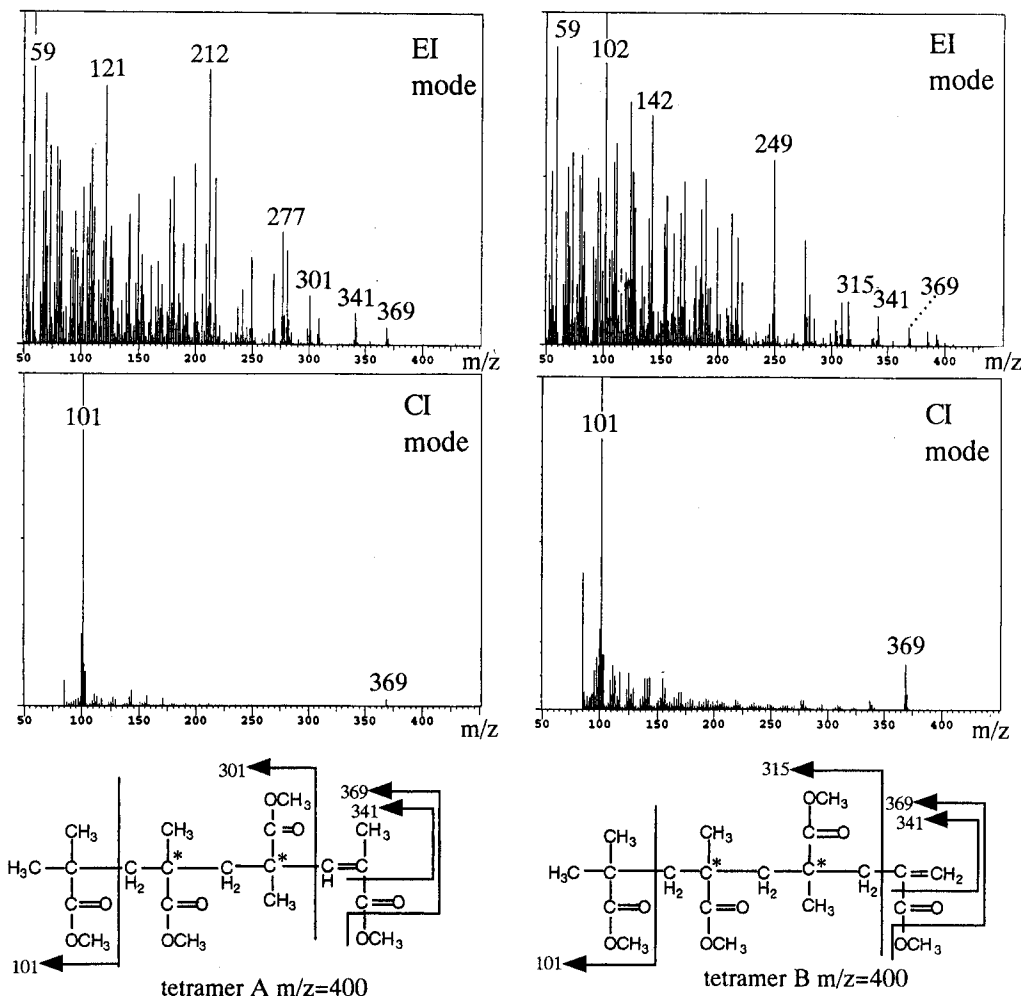 59
121
212
277
301
341
369
EI
mode
50 100 150 200 250 300 350 400
m/z
59
102
142
249
315
341
369
EI
mode
50 100 150 200 250 300 350 400
m/z
101
369
CI
mode
50 100 150 200 250 300 350 400
m/z
101
369
CI
mode
50 100 150 200 250 300 350 400
m/z
301
369
341
OCH3
C=O
CH3
CH3
CH3
H3C C C H2 C * C H2 C * C H C
C=O
C=O
CH3
C=O
OCH3
OCH3
OCH3
101
tetramer A m/z=400
315
369
341
OCH3
C=O
CH3
CH3
H3C C C H2 C * C H2 C * C H2 C CH2
C=O
C=O
CH3
C=O
OCH3
OCH3
OCH3
101
tetramer B m/z=400